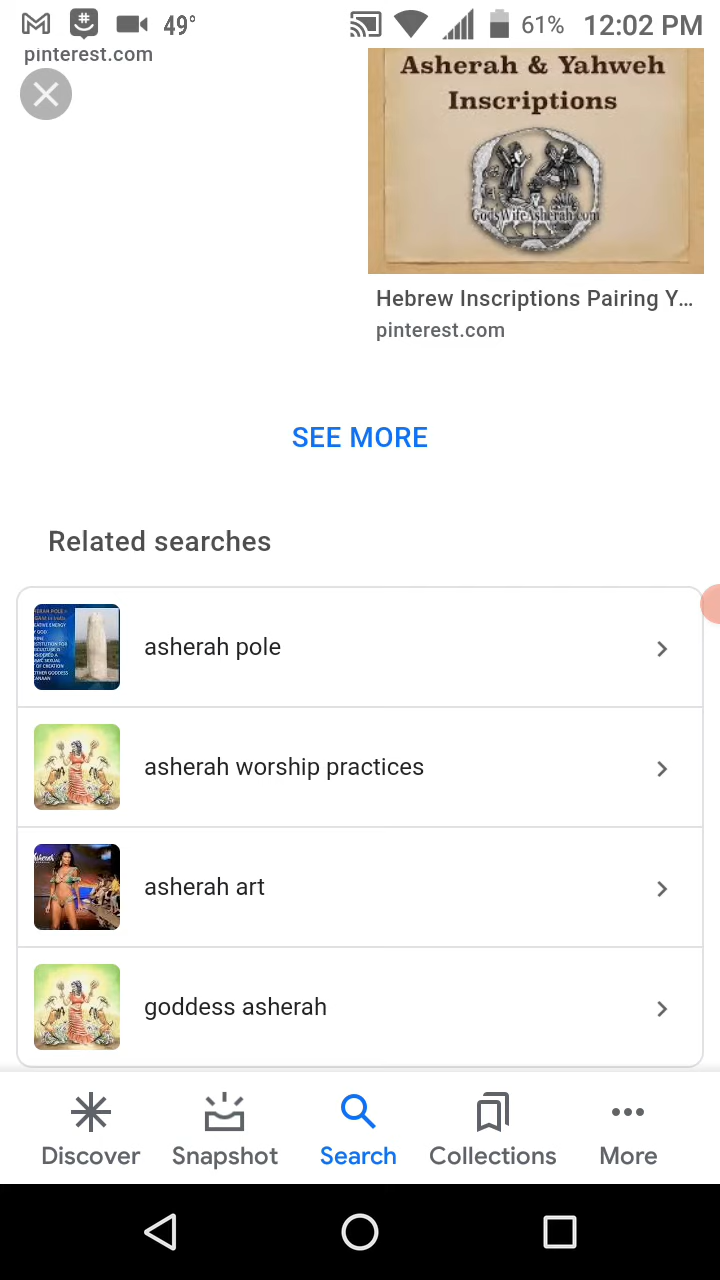 49°
61%
12:02 PM
pinterest.com
Asherah & Yahweh
Inscriptions
GodsWifeAsherah.com
Hebrew Inscriptions Pairing Y...
pinterest.com
SEE MORE
Related searches
asherah pole
asherah worship practices
asherah art
goddess asherah
Discover
Snapshot
Search
Collections
More